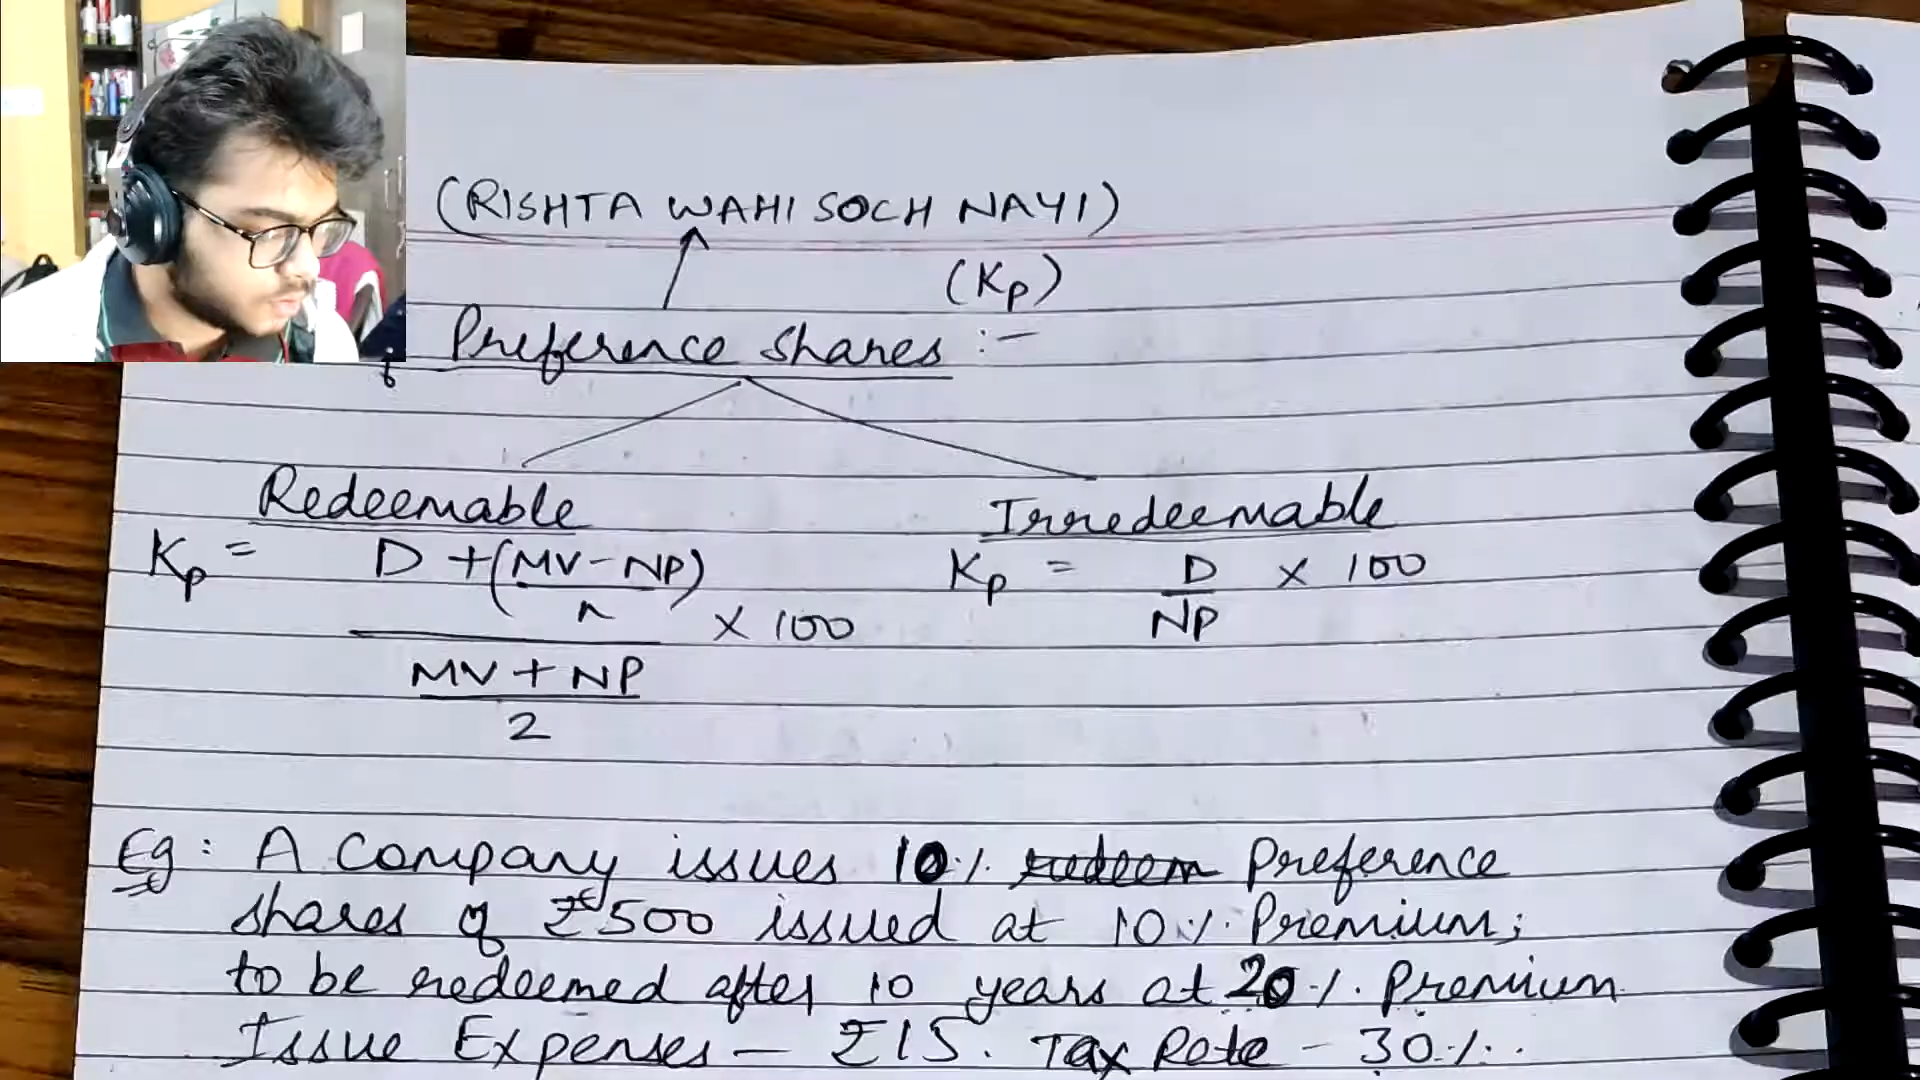 (RISHTA WAHI SOCH NAYI)
(Kp)
Preference shares :-
Redeemable
Irredeemable
Kp = D + (MV - NP)
n
× 100
MV + NP
2
Kp = D × 100
NP
Eg : A Company issues 10% redeem Preference
shares of ₹500 issued at 10% Premium;
to be redeemed after 10 years at 20% Premium
Issue Expenses - ₹15. Tax Rate - 30%.